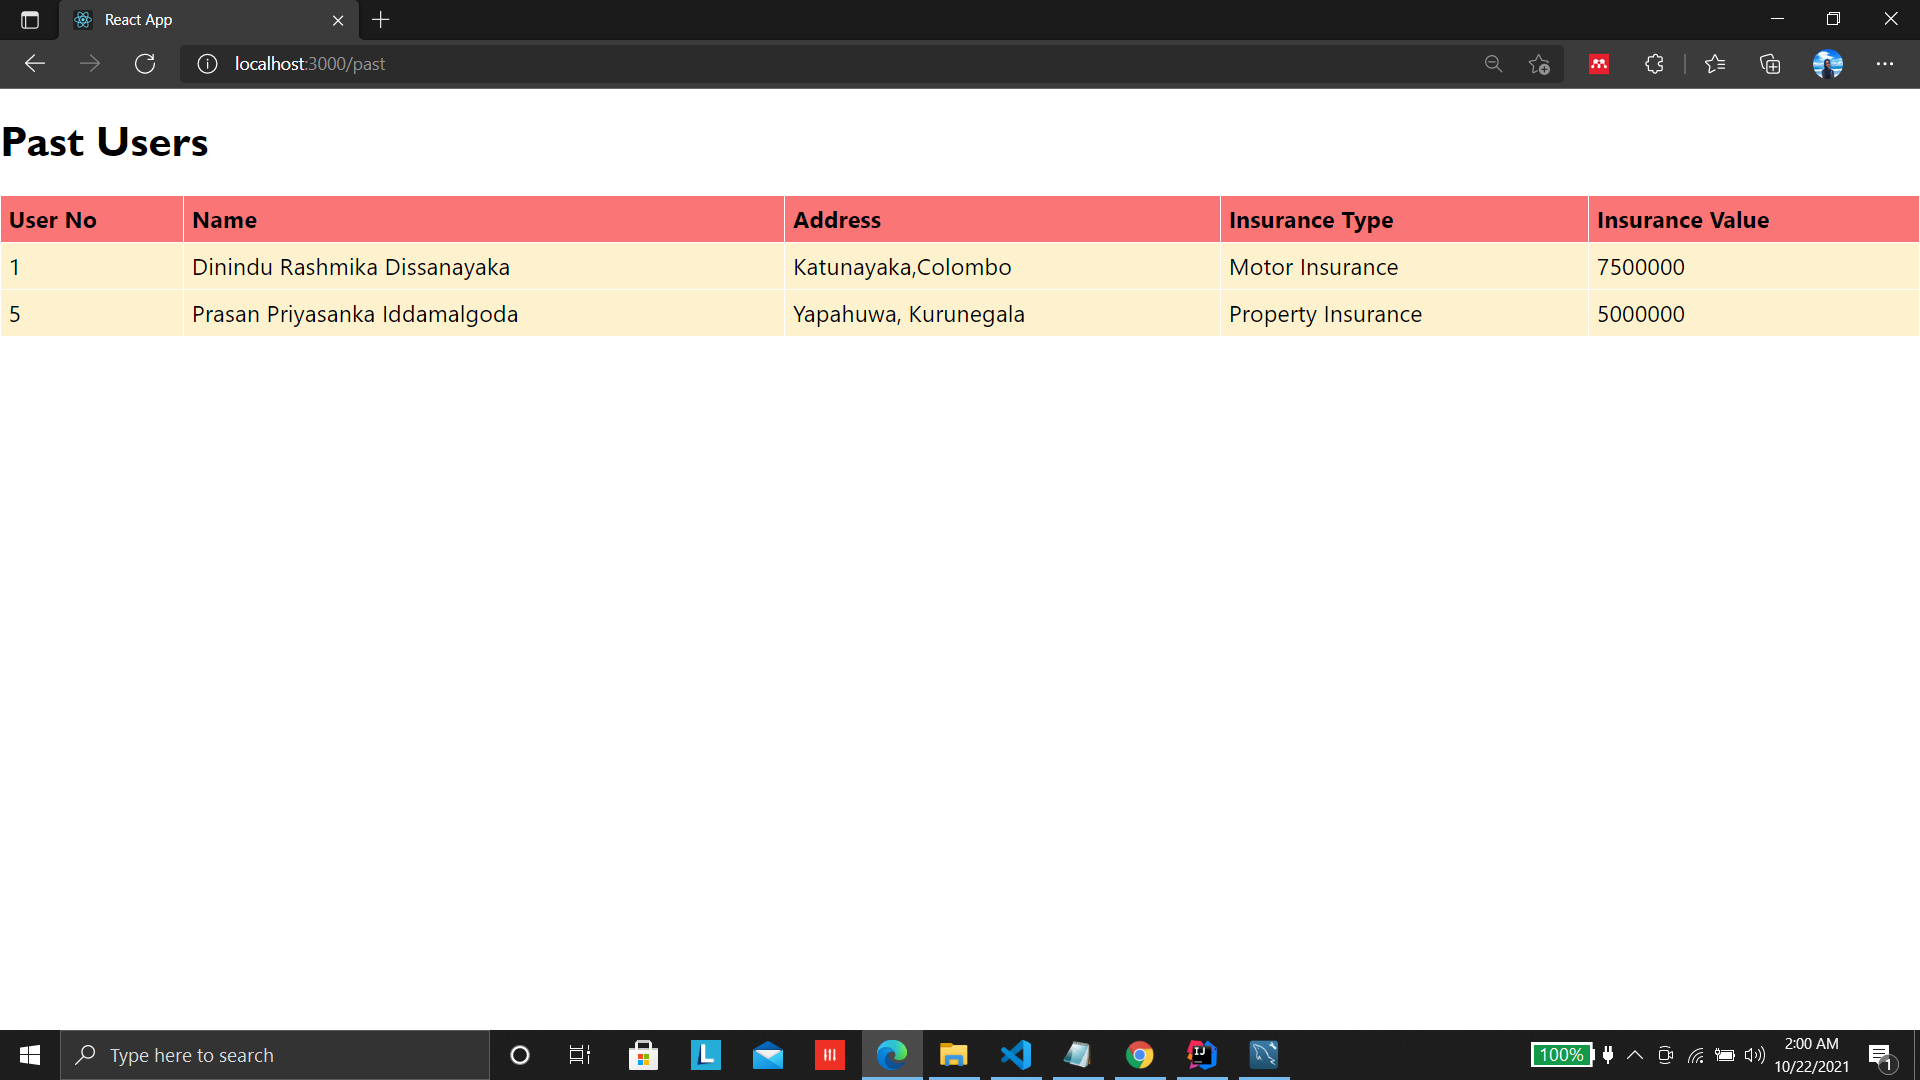 React App
localhost:3000/past
Past Users
User No Name Address Insurance Type Insurance Value
1 Dinindu Rashmika Dissanayaka Katunayaka,Colombo Motor Insurance 7500000
5 Prasan Priyasanka Iddamalgoda Yapahuwa, Kurunegala Property Insurance 5000000
Type here to search
L
IJ
100%
2:00 AM
10/22/2021
1